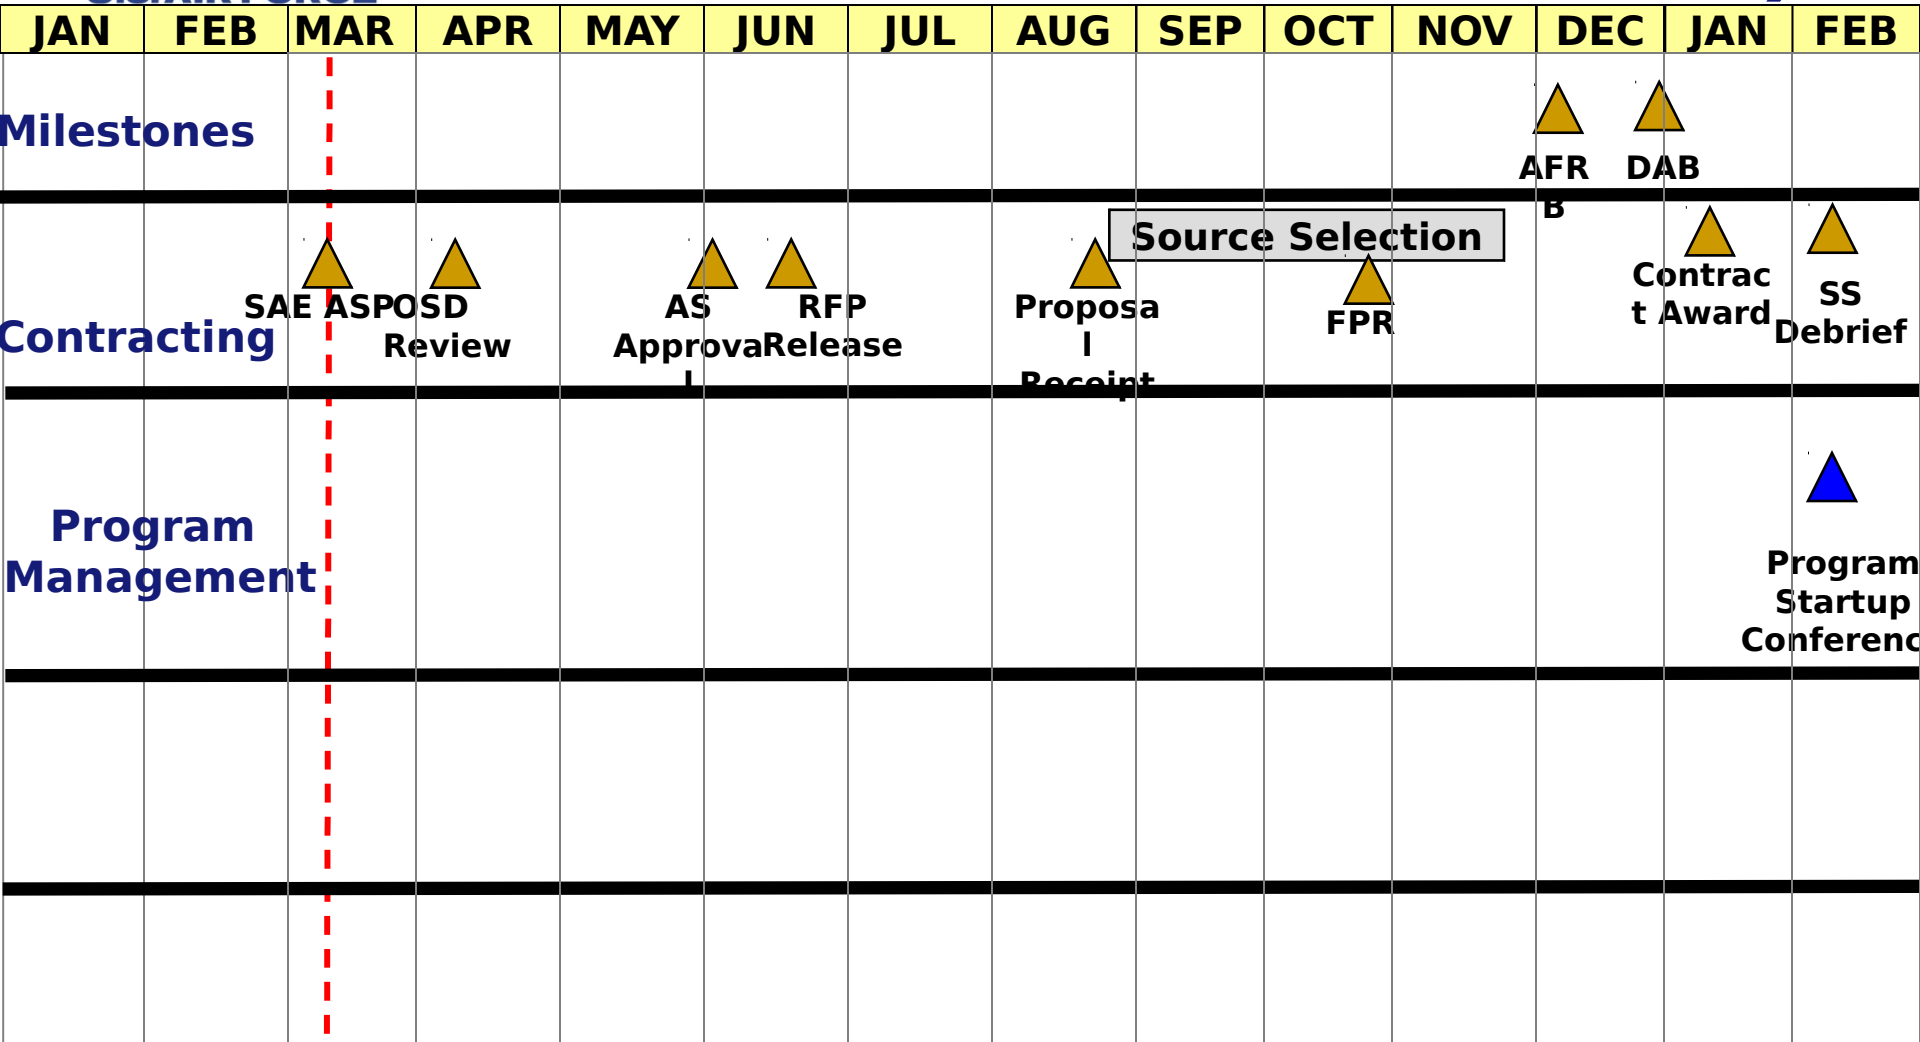 U.S. AIR FORCE
JAN FEB MAR APR MAY JUN JUL AUG SEP OCT NOV DEC JAN FEB
Milestones
AFR
B
DAB
Contracting
SAE ASP
OSD
Review
AS
Approva
l
RFP
Release
Proposa
l
Receipt
Source Selection
FPR
Contrac
t Award
SS
Debrief
Program
Management
Program
Startup
Conferenc